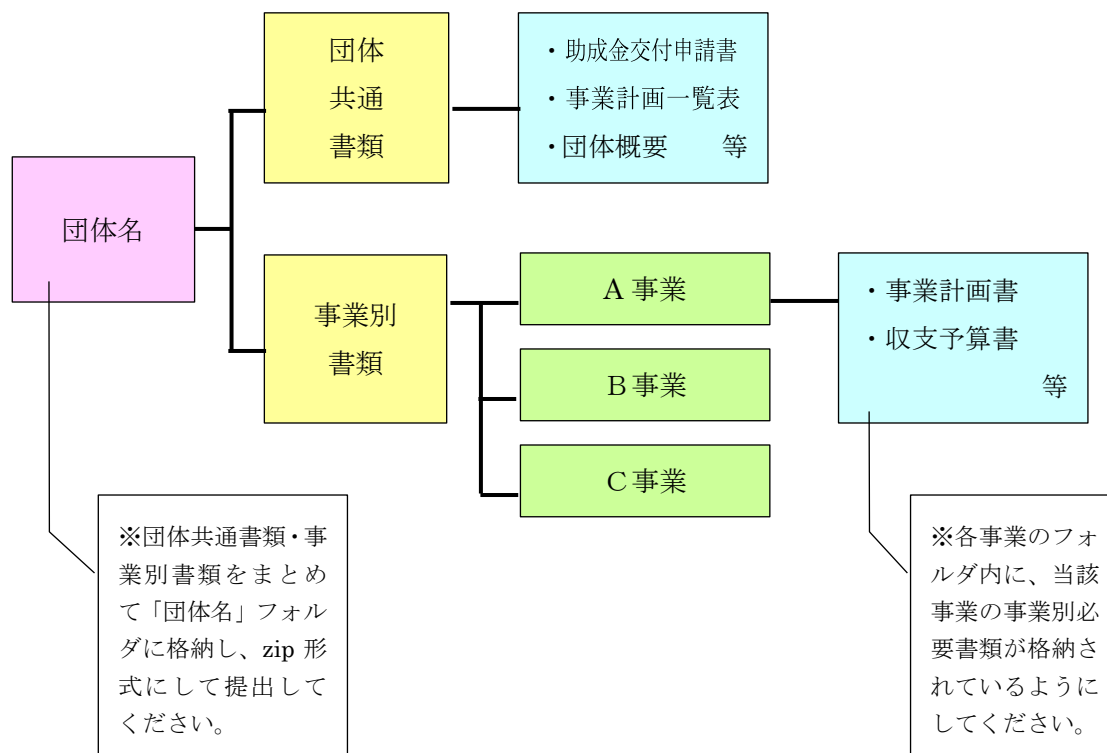 団体
共通
書類
・助成金交付申請書
・事業計画一覧表
・団体概要　　等
団体名
事業別
書類
A 事業
B 事業
C 事業
・事業計画書
・収支予算書
等
※団体共通書類・事
業別書類をまとめ
て「団体名」フォル
ダに格納し、zip 形
式にして提出して
ください。
※各事業のフォ
ルダ内に、当該
事業の事業別必
要書類が格納さ
れているように
してください。